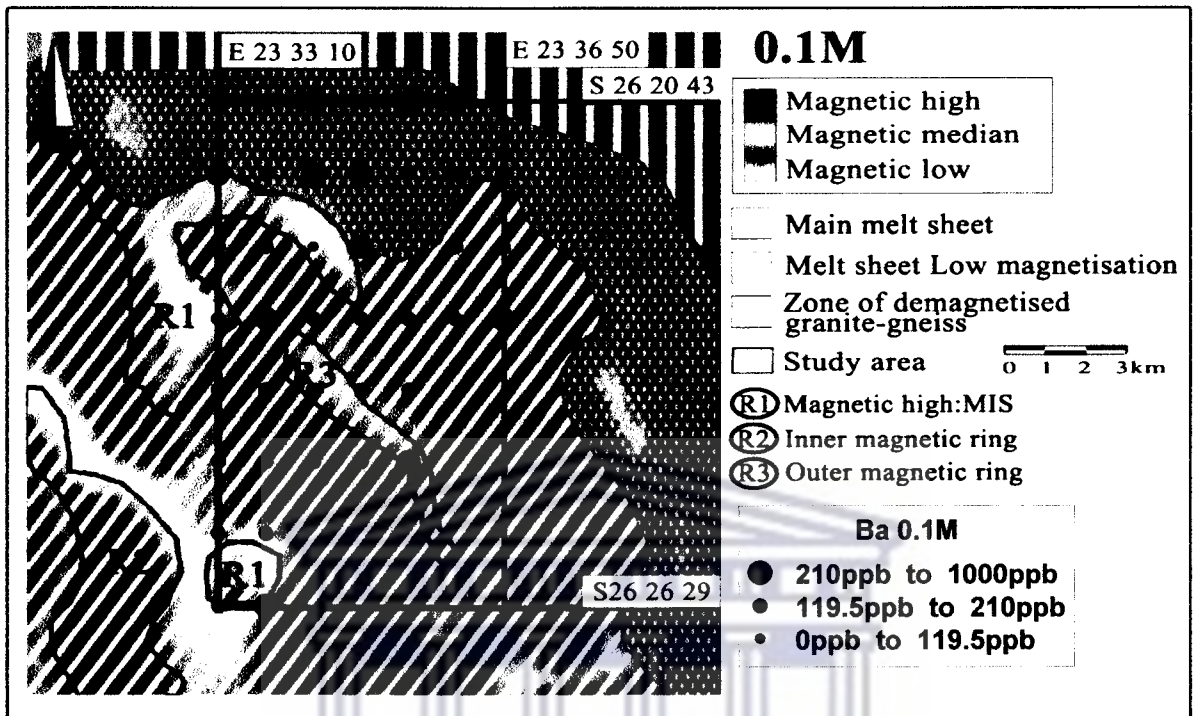 E 23 33 10
E 23 36 50
S 26 20 43
0.1M
Magnetic high
Magnetic median
Magnetic low
Main melt sheet
Melt sheet Low magnetisation
Zone of demagnetised
granite-gneiss
Study area
0 1 2 3km
R1 Magnetic high:MIS
R2 Inner magnetic ring
R3 Outer magnetic ring
R1
R3
R1
S26 26 29
Ba 0.1M
210ppb to 1000ppb
119.5ppb to 210ppb
0ppb to 119.5ppb